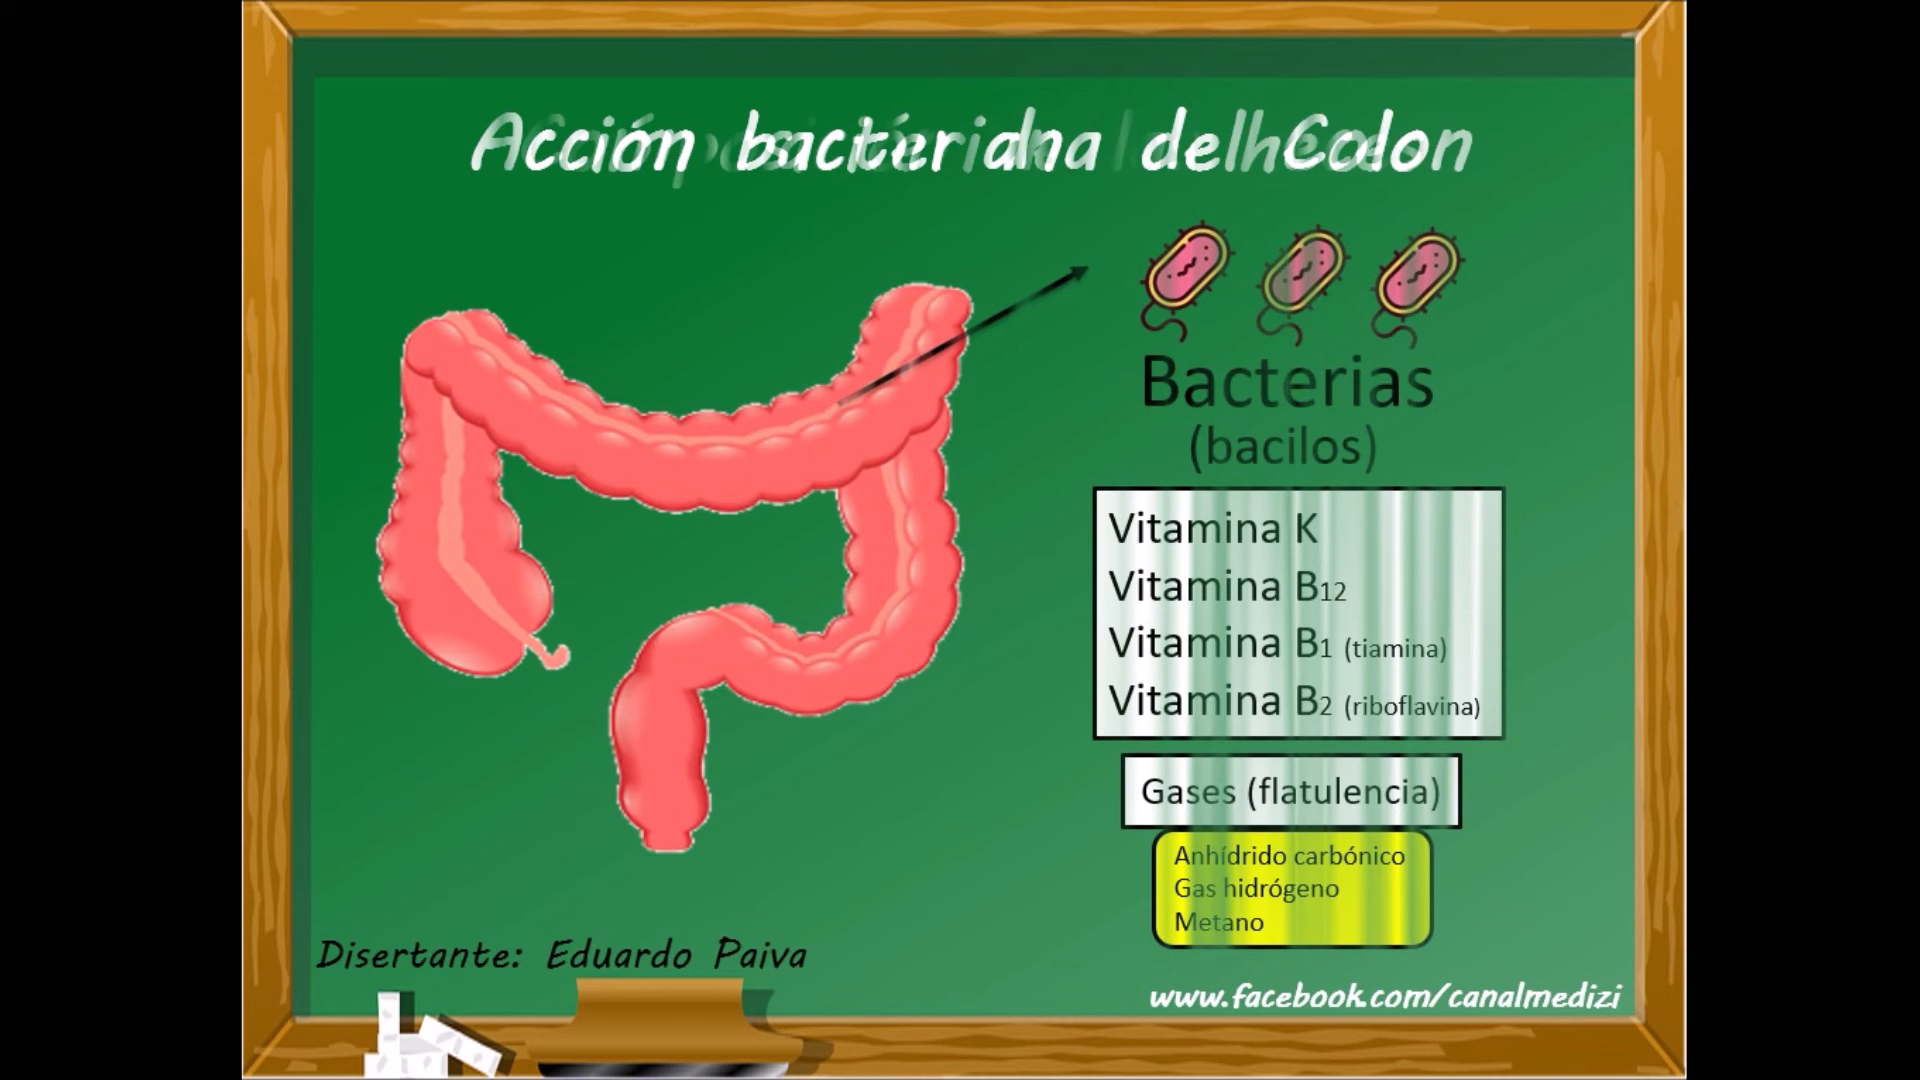 Acción bacteriana del Colon
Bacterias
(bacilos)
Vitamina K
Vitamina B12
Vitamina B1 (tiamina)
Vitamina B2 (riboflavina)
Gases (flatulencia)
Anhídrido carbónico
Gas hidrógeno
Metano
Disertante: Eduardo Paiva
www.facebook.com/canalmedizi